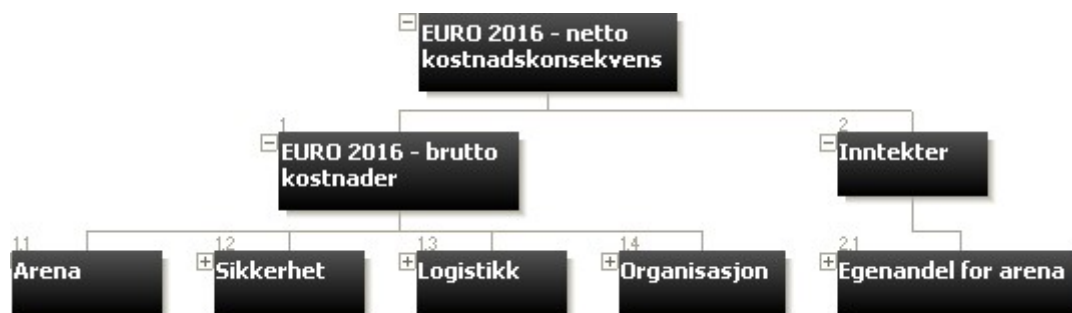 EURO 2016 - netto
kostnadskonsekvens
1
EURO 2016 - brutto
kostnader
2
Inntekter
1.1
Arena
1.2
Sikkerhet
1.3
Logistikk
1.4
Organisasjon
2.1
Egenandel for arena